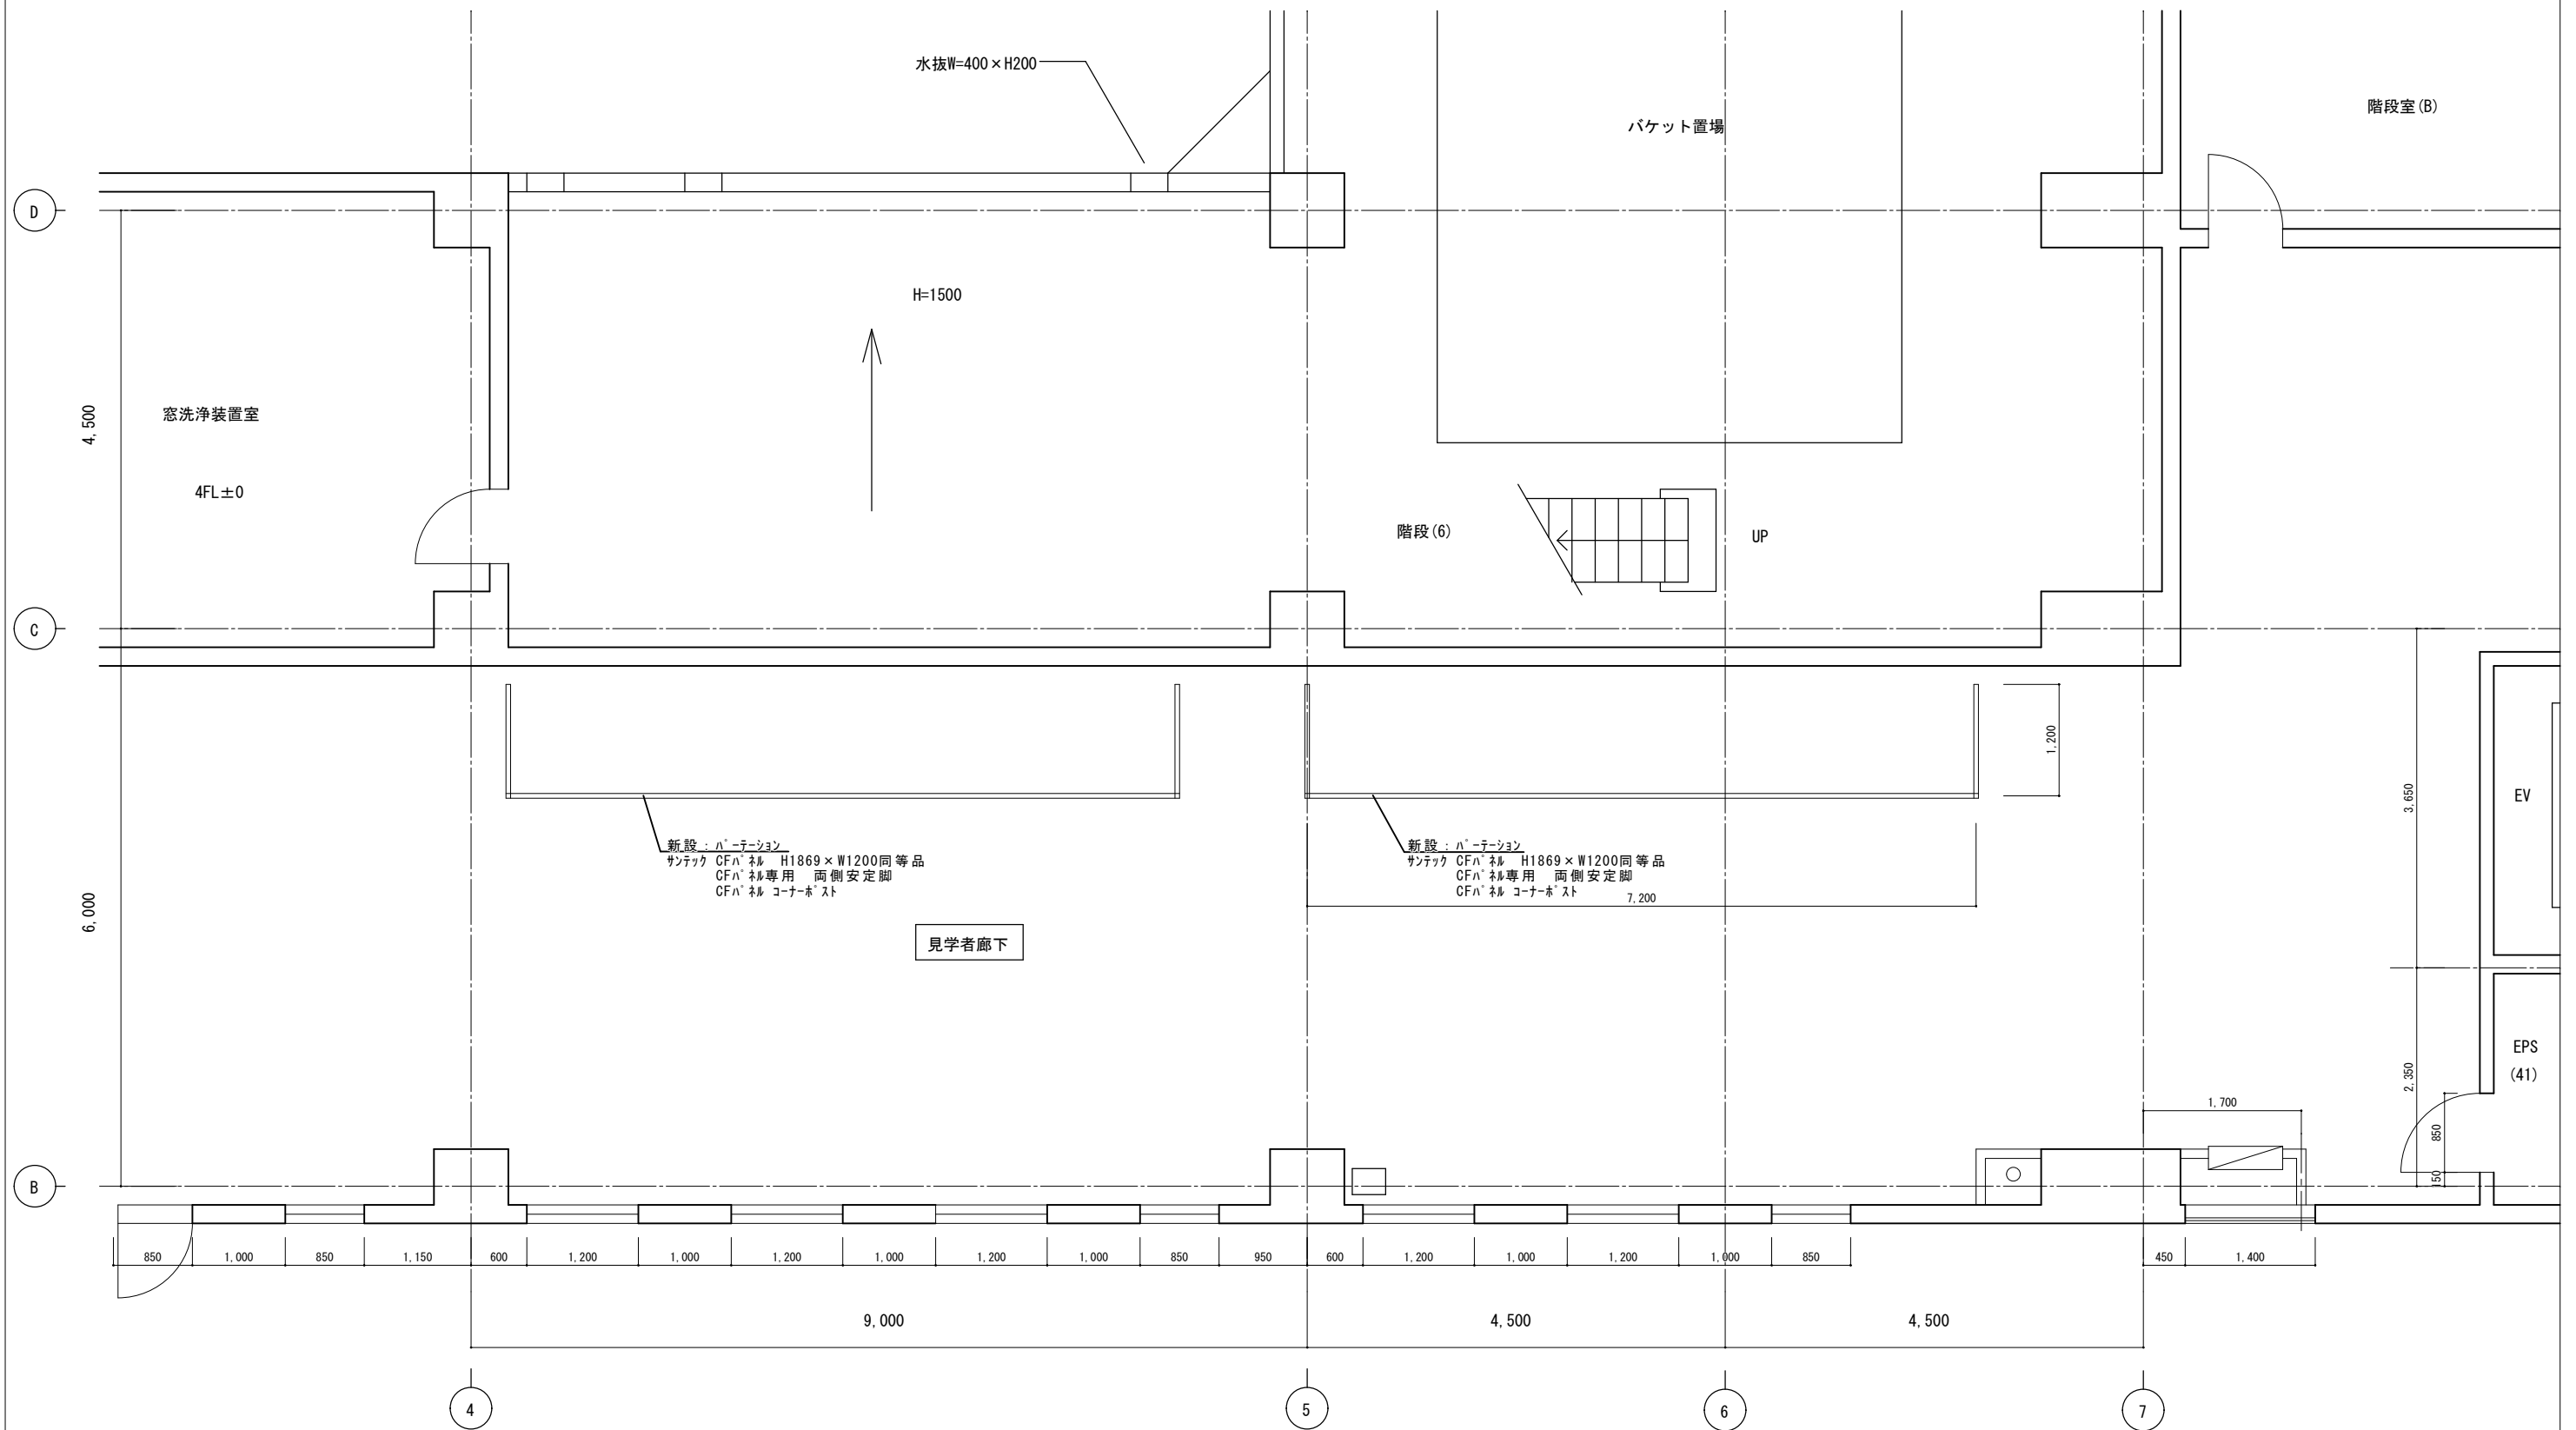 水抜W=400×H200
階段室(B)
バケット置場
D
H=1500
窓洗浄装置室
4,500
4FL±0
階段(6)
UP
C
1,200
3,650
EV
新設：ﾊﾟｰﾃｰｼｮﾝ
ｻﾝﾃｯｸ CFﾊﾟﾈﾙ H1869×W1200同等品
CFﾊﾟﾈﾙ専用 両側安定脚
CFﾊﾟﾈﾙ ｺｰﾅｰﾎﾟｽﾄ
新設：ﾊﾟｰﾃｰｼｮﾝ
ｻﾝﾃｯｸ CFﾊﾟﾈﾙ H1869×W1200同等品
CFﾊﾟﾈﾙ専用 両側安定脚
CFﾊﾟﾈﾙ ｺｰﾅｰﾎﾟｽﾄ
7,200
6,000
見学者廊下
EPS
(41)
2,350
1,700
850
150
B
850 1,000 850 1,150 600 1,200 1,000 1,200 1,000 1,200 1,000 850 950 600 1,200 1,000 1,200 1,000 850 450 1,400
9,000 4,500 4,500
4 5 6 7